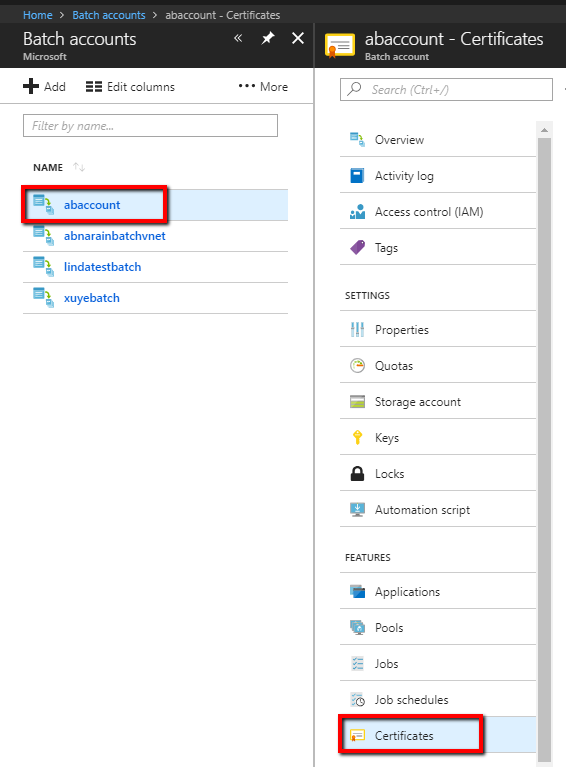 Home > Batch accounts > abaccount - Certificates
Batch accounts
Microsoft
Add Edit columns ••• More
Filter by name...
NAME
abaccount
abnarainbatchvnet
lindatestbatch
xuyebatch
abaccount - Certificates
Batch account
Search (Ctrl+/)
Overview
Activity log
Access control (IAM)
Tags
SETTINGS
Properties
Quotas
Storage account
Keys
Locks
Automation script
FEATURES
Applications
Pools
Jobs
Job schedules
Certificates